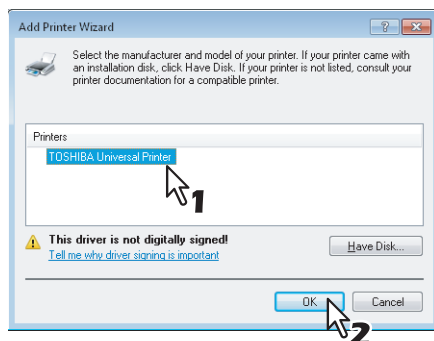 Add Printer Wizard
Select the manufacturer and model of your printer. If your printer came with
an installation disk, click Have Disk. If your printer is not listed, consult your
printer documentation for a compatible printer.
Printers
TOSHIBA Universal Printer
1
This driver is not digitally signed!
Tell me why driver signing is important
Have Disk...
OK
Cancel
2